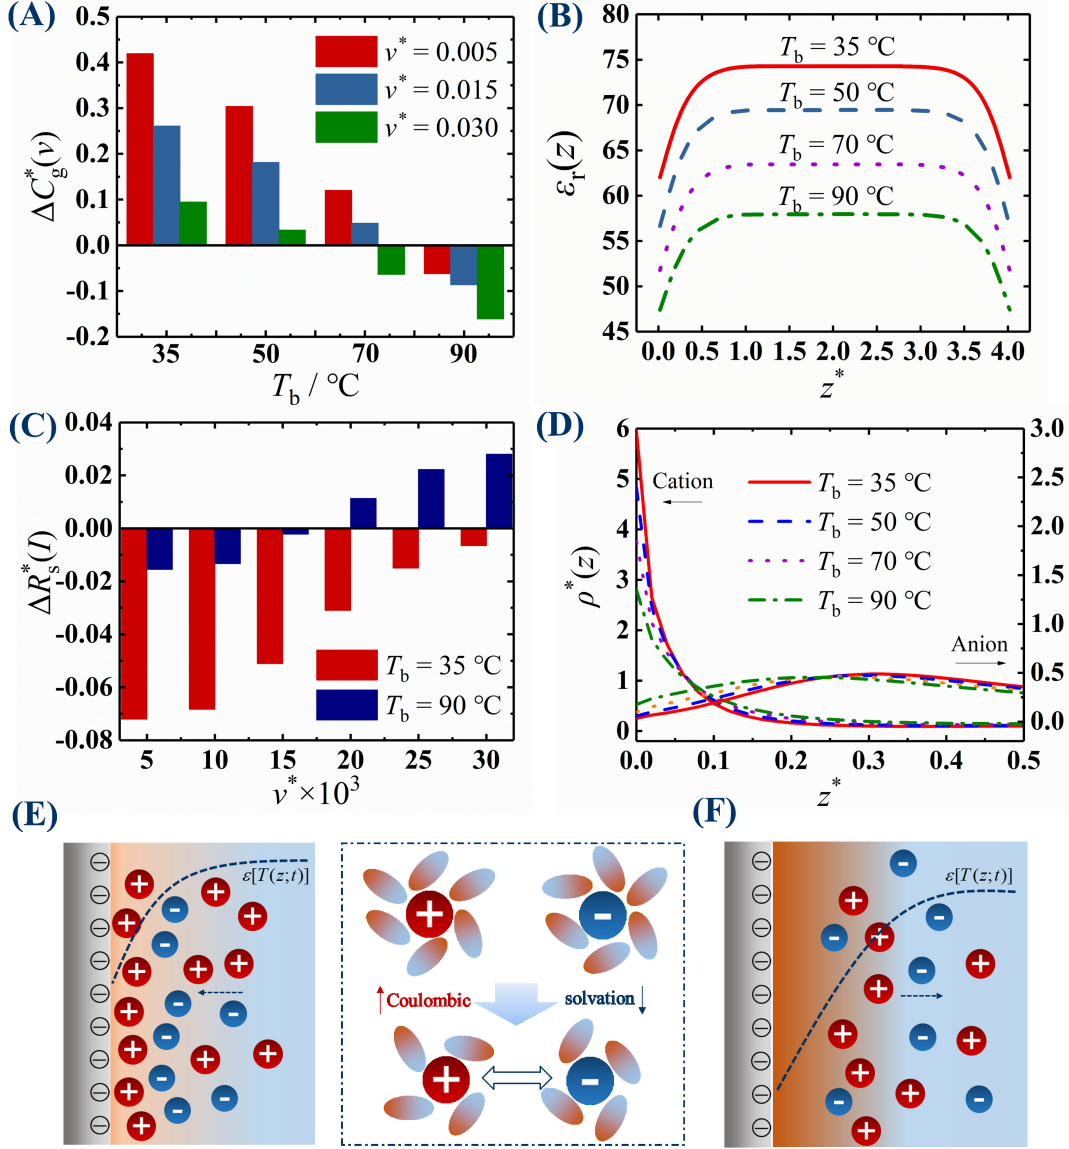 (A)
ΔC*g(ν)
0.5
0.4
0.3
0.2
0.1
0.0
-0.1
-0.2
ν* = 0.005
ν* = 0.015
ν* = 0.030
35 50 70 90
Tb / °C
(B)
εr(z)
80
75
70
65
60
55
50
45
Tb = 35 °C
Tb = 50 °C
Tb = 70 °C
Tb = 90 °C
0.0 0.5 1.0 1.5 2.0 2.5 3.0 3.5 4.0
z*
(C)
ΔR*s(I)
0.04
0.02
0.00
-0.02
-0.04
-0.06
-0.08
Tb = 35 °C
Tb = 90 °C
5 10 15 20 25 30
ν*×10³
(D)
ρ*(z)
6
5
4
3
2
1
0
Cation
Tb = 35 °C
Tb = 50 °C
Tb = 70 °C
Tb = 90 °C
Anion
3.0
2.5
2.0
1.5
1.0
0.5
0.0
0.0 0.1 0.2 0.3 0.4 0.5
z*
(E)
ε[T(z;t)]
Coulombic
solvation
(F)
ε[T(z;t)]